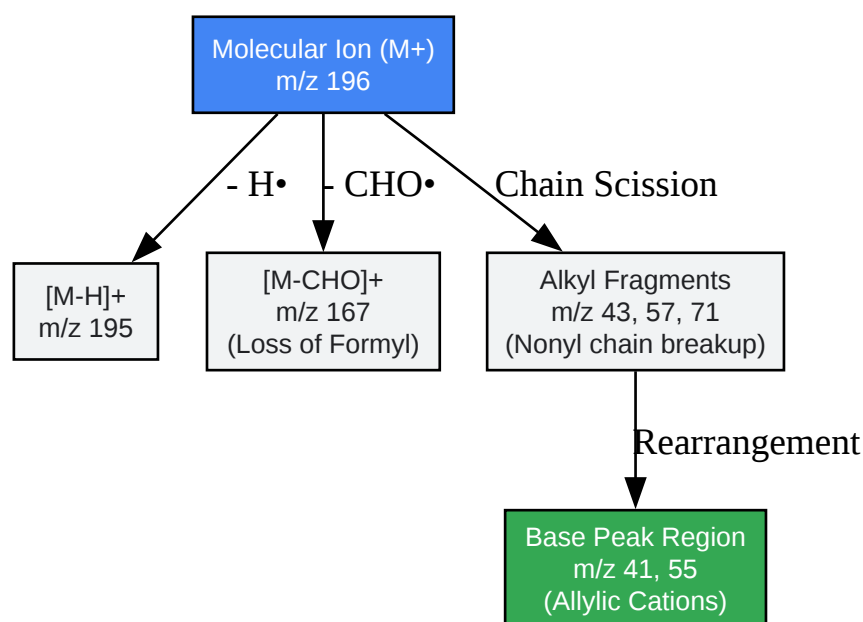 Molecular Ion (M+)
m/z 196
- H•
- CHO•
Chain Scission
[M-H]+
m/z 195
[M-CHO]+
m/z 167
(Loss of Formyl)
Alkyl Fragments
m/z 43, 57, 71
(Nonyl chain breakup)
Rearrangement
Base Peak Region
m/z 41, 55
(Allylic Cations)